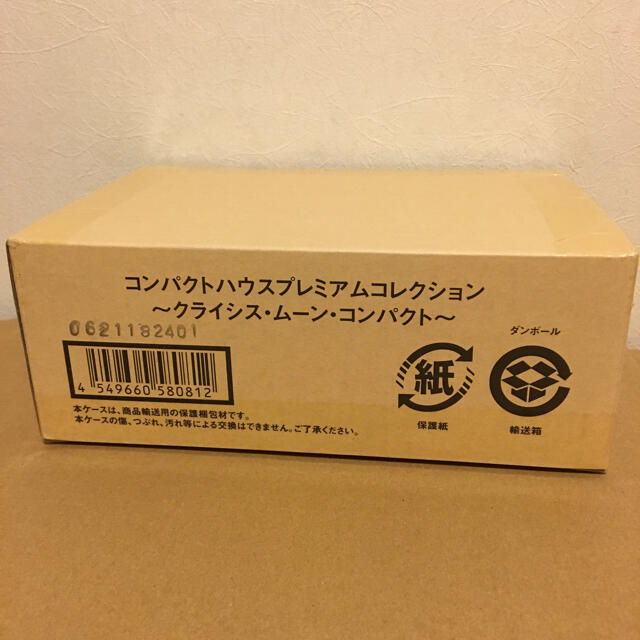 コンパクトハウスプレミアムコレクション
～クライシス・ムーン・コンパクト～
0621182401
4 549660 580812
本ケースは、商品輸送用の保護梱包材です。
本ケースの傷、つぶれ、汚れ等による交換はできません。ご了承ください。
紙
保護紙
ダンボール
輸送箱